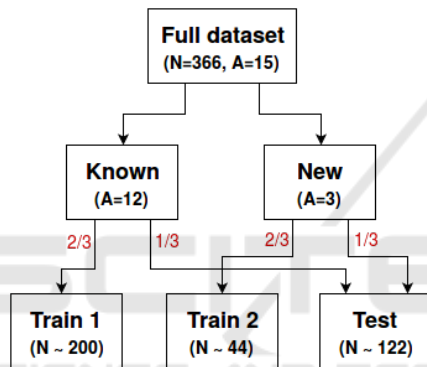 Full dataset
(N=366, A=15)
Known
(A=12)
New
(A=3)
2/3
1/3
2/3
1/3
Train 1
(N ~ 200)
Train 2
(N ~ 44)
Test
(N ~ 122)